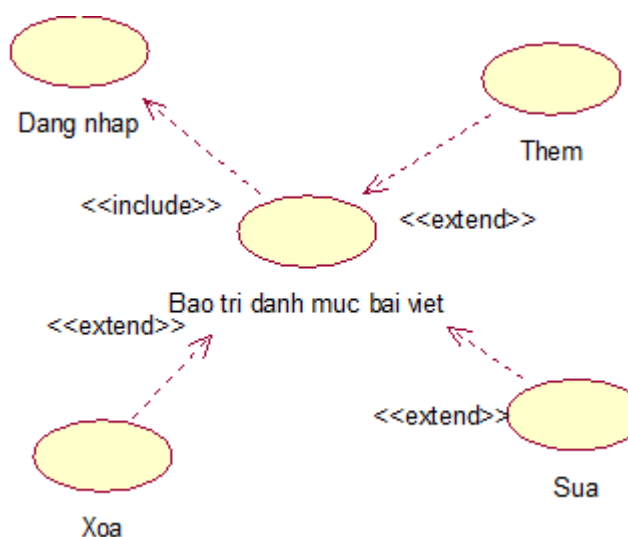 Dang nhap
Them
<<include>>
<<extend>>
Bao tri danh muc bai viet
<<extend>>
<<extend>>
Sua
Xoa